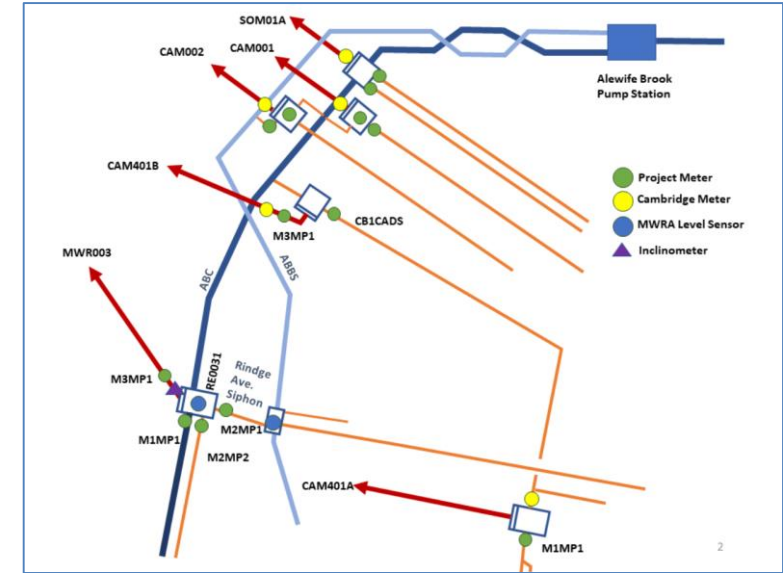 SOM01A
CAM002
CAM001
Alewife Brook
Pump Station
CAM401B
Project Meter
Cambridge Meter
MWRA Level Sensor
Inclinometer
CB1CADS
M3MP1
MWR003
ABC
ABBS
RE0031
Rindge
Ave.
Siphon
M3MP1
M1MP1
M2MP1
M2MP2
CAM401A
M1MP1
2